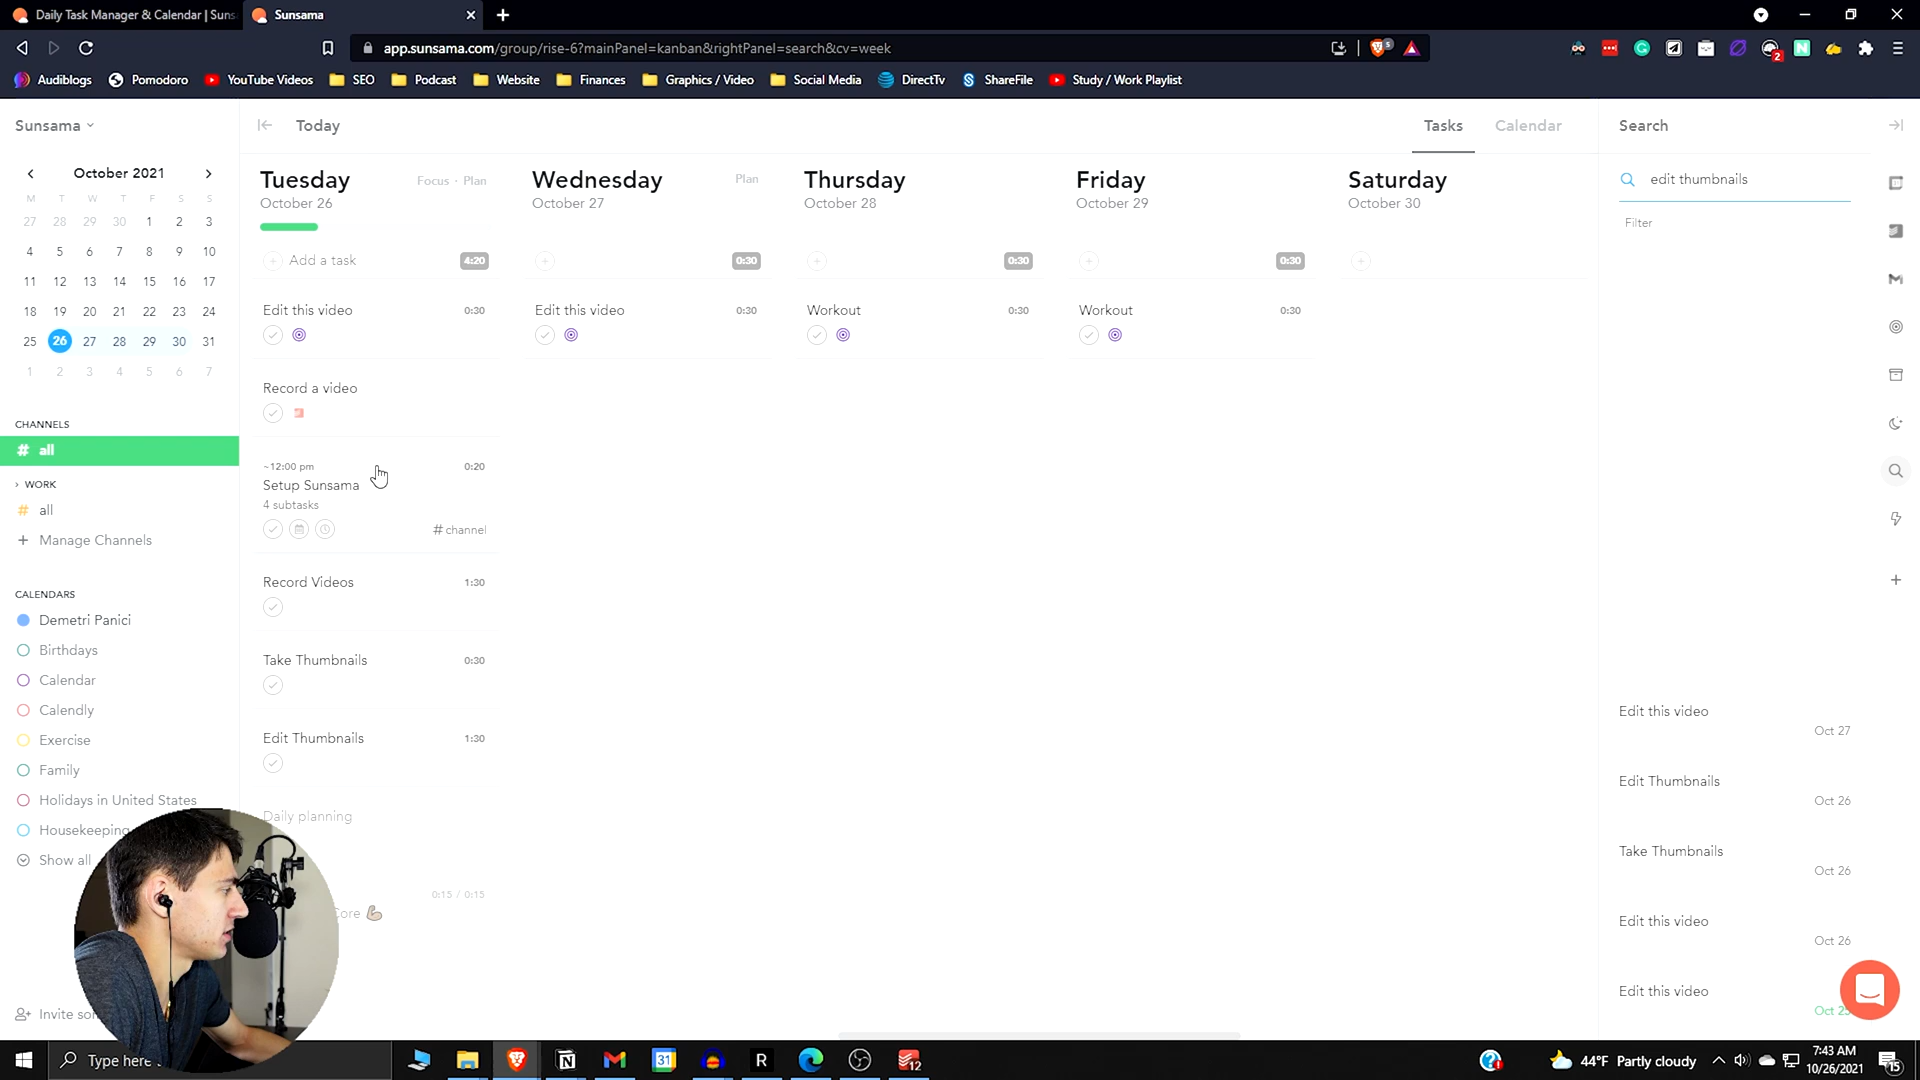 Daily Task Manager & Calendar | Suns
Sunsama
app.sunsama.com/group/rise-6?mainPanel=kanban&rightPanel=search&cv=week
2
Audiblogs
Pomodoro
YouTube Videos
SEO
Podcast
Website
Finances
Graphics / Video
Social Media
DirectTv
ShareFile
Study / Work Playlist
Sunsama
Today
Tasks
Calendar
Search
October 2021
M T W T F S S
27 28 29 30 1 2 3
4 5 6 7 8 9 10
11 12 13 14 15 16 17
18 19 20 21 22 23 24
25 26 27 28 29 30 31
1 2 3 4 5 6 7
CHANNELS
# all
WORK
# all
+ Manage Channels
CALENDARS
Demetri Panici
Birthdays
Calendar
Calendly
Exercise
Family
Holidays in United States
Housekeeping
Show all
Invite so
Tuesday
Focus · Plan
October 26
Add a task
4:20
Edit this video
0:30
Record a video
~12:00 pm
0:20
Setup Sunsama
4 subtasks
# channel
Record Videos
1:30
Take Thumbnails
0:30
Edit Thumbnails
1:30
Daily planning
0:15 / 0:15
Core
Wednesday
Plan
October 27
0:30
Edit this video
0:30
Thursday
October 28
0:30
Workout
0:30
Friday
October 29
0:30
Workout
0:30
Saturday
October 30
edit thumbnails
Filter
Edit this video
Oct 27
Edit Thumbnails
Oct 26
Take Thumbnails
Oct 26
Edit this video
Oct 26
Edit this video
Type here
31
R
12
44°F Partly cloudy
7:43 AM
10/26/2021
15